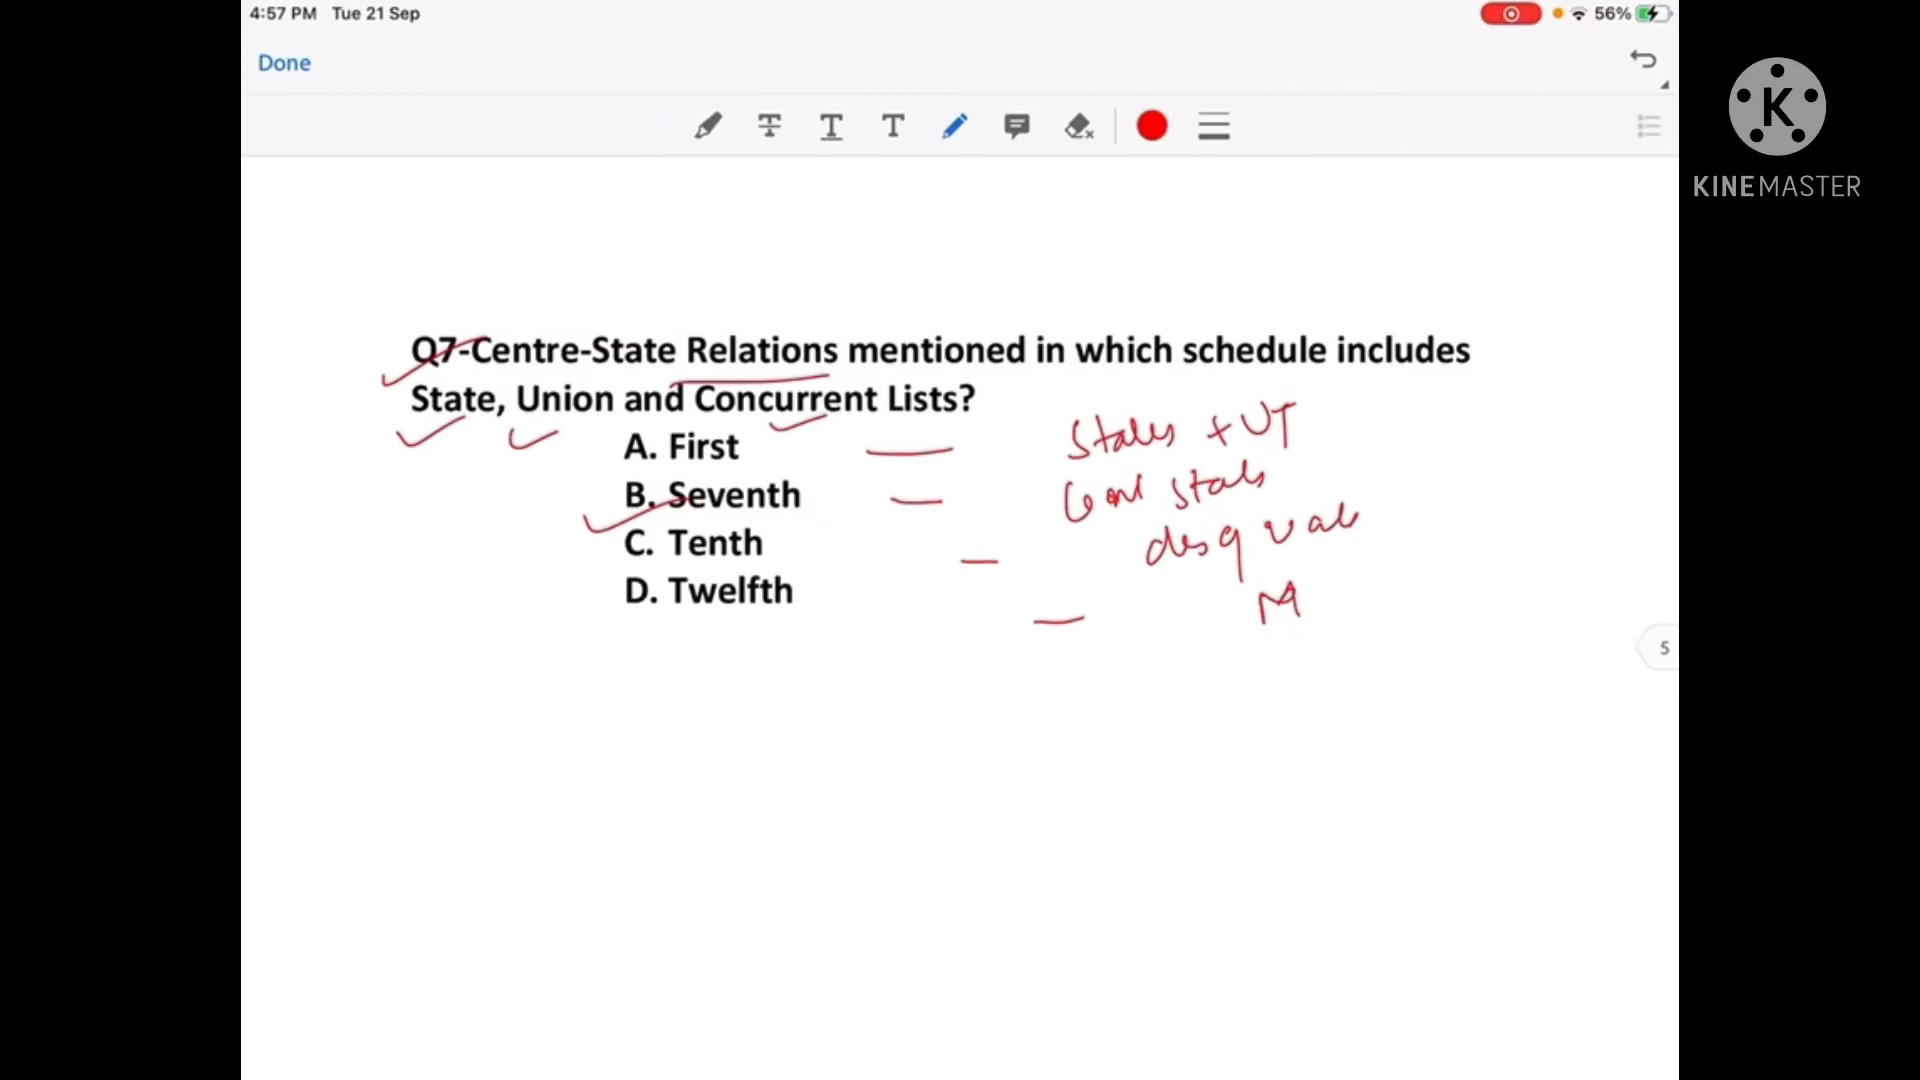 4:57 PM Tue 21 Sep 56%
Done
K
KINEMASTER
T T T
Q7-Centre-State Relations mentioned in which schedule includes
State, Union and Concurrent Lists?
A. First States + UT
B. Seventh
C. Tenth
D. Twelfth M
5